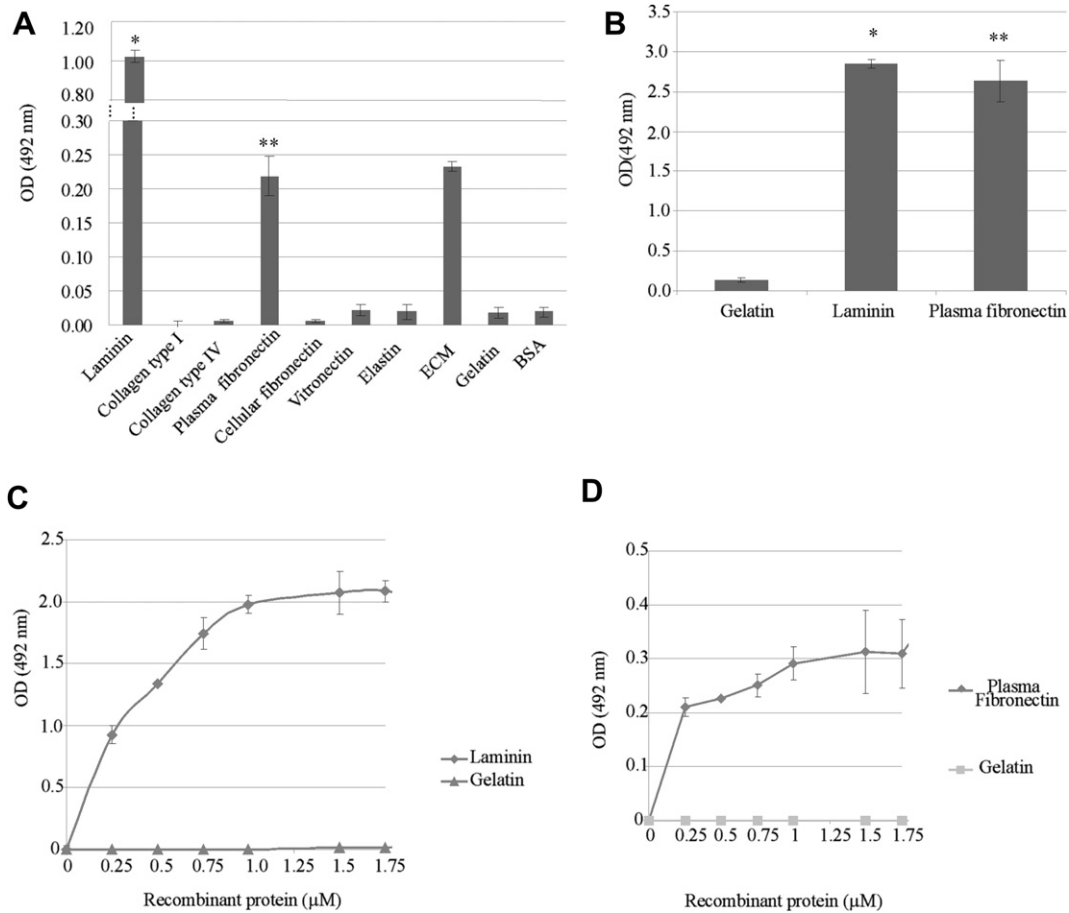 A
1.20
1.00
0.80
0.30
0.25
0.20
0.15
0.10
0.05
0.00
OD (492 nm)
*
**
Laminin
Collagen type I
Collagen type IV
Plasma fibronectin
Cellular fibronectin
Vitronectin
Elastin
ECM
Gelatin
BSA
B
3.5
3.0
2.5
2.0
1.5
1.0
0.5
0.0
OD(492 nm)
*
**
Gelatin
Laminin
Plasma fibronectin
C
2.5
2.0
1.5
1.0
0.5
0
OD (492 nm)
0 0.25 0.5 0.75 1.0 1.25 1.5 1.75
Recombinant protein (μM)
Laminin
Gelatin
D
0.5
0.4
0.3
0.2
0.1
0
OD (492 nm)
0 0.25 0.5 0.75 1 1.25 1.5 1.75
Recombinant protein (μM)
Plasma
Fibronectin
Gelatin